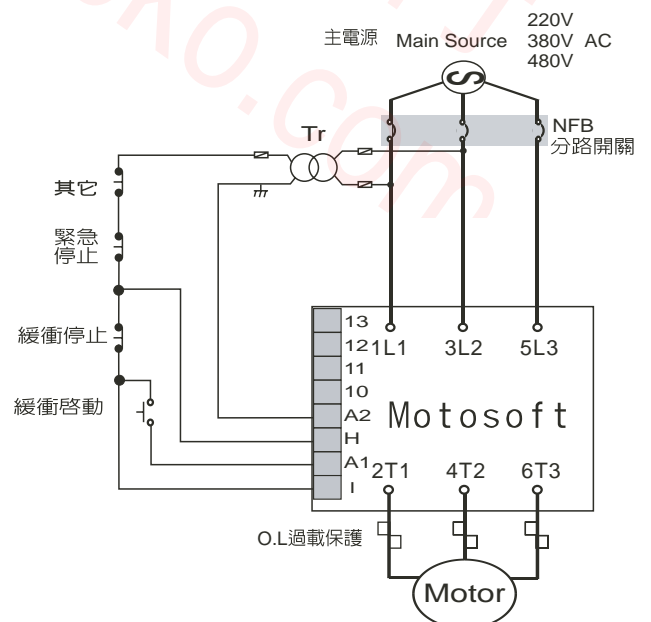 主電源 Main Source 220V
380V AC
480V
NFB
分路開關
Tr
其它
緊急
停止
緩衝停止
緩衝啓動
13
12
11
10
A2
H
A1
I
1L1 3L2 5L3
Motosoft
2T1 4T2 6T3
O.L過載保護
Motor